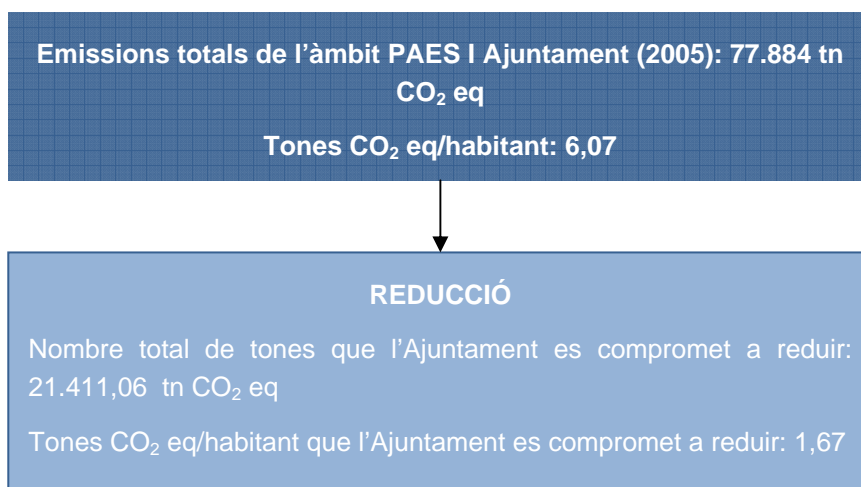 Emissions totals de l’àmbit PAES I Ajuntament (2005): 77.884 tn
CO₂ eq
Tones CO₂ eq/habitant: 6,07
REDUCCIÓ
Nombre total de tones que l’Ajuntament es compromet a reduir:
21.411,06 tn CO₂ eq
Tones CO₂ eq/habitant que l’Ajuntament es compromet a reduir: 1,67